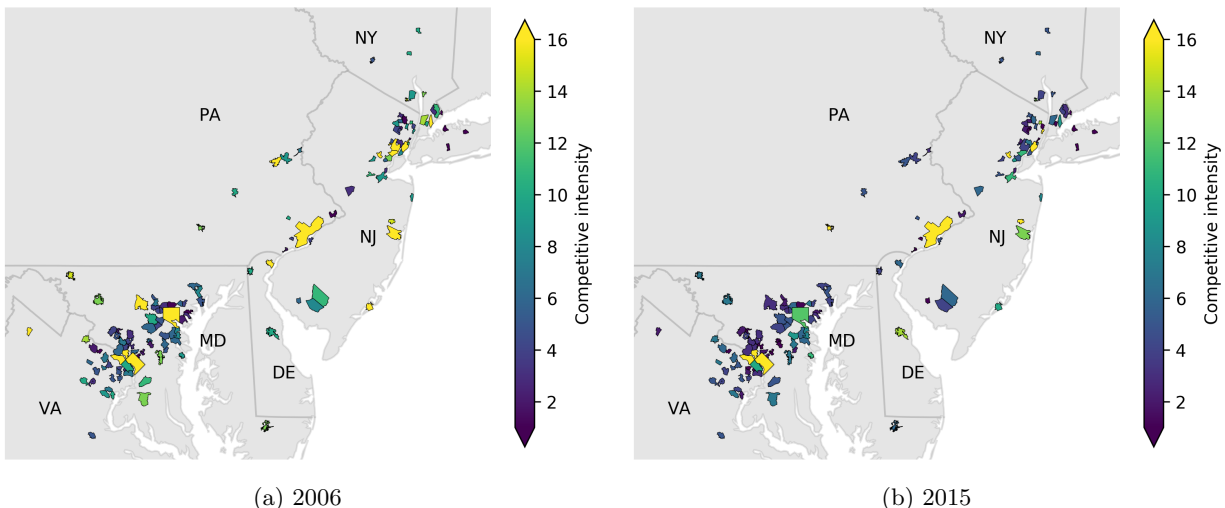 NY
PA
NJ
MD
DE
VA
16
14
12
10
8
6
4
2
Competitive intensity
(a) 2006
NY
PA
NJ
MD
DE
VA
16
14
12
10
8
6
4
2
Competitive intensity
(b) 2015